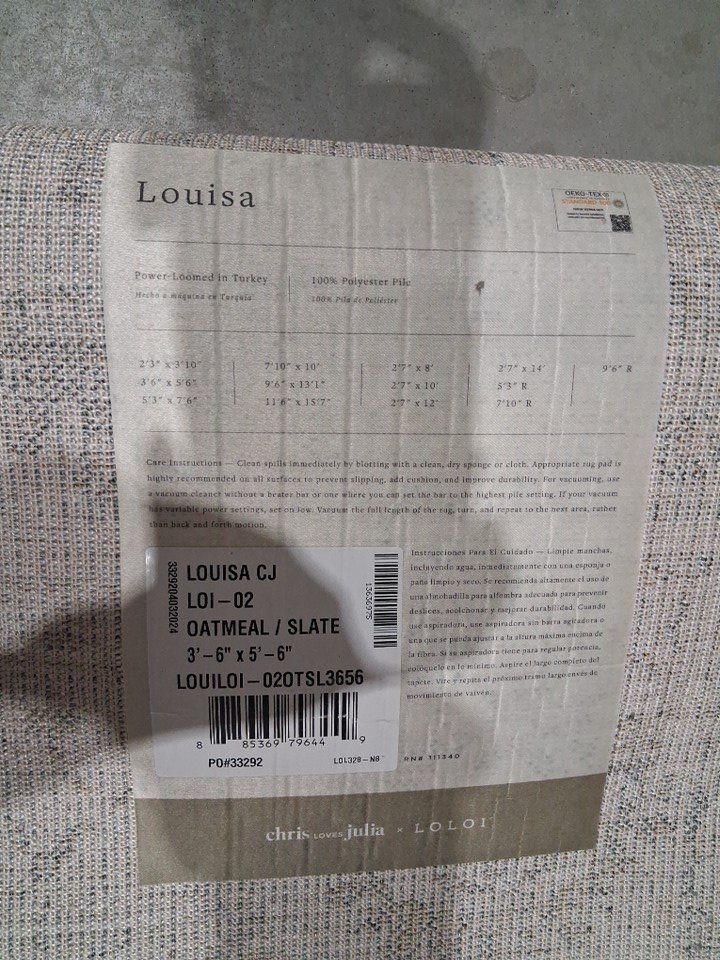 Louisa
OEKO-TEX®
STANDARD 100
Power-Loomed in Turkey
Hecho a máquina en Turquía
100% Polyester Pile
100% Pila de Poliéster
2'3" x 3'10" 7'10" x 10' 2'7" x 8' 2'7" x 14' 9'6" R
3'6" x 5'6" 9'6" x 13'1" 2'7" x 10' 5'3" R
5'3" x 7'6" 11'6" x 15'7" 2'7" x 12' 7'10" R
Care Instructions — Clean spills immediately by blotting with a clean, dry sponge or cloth. Appropriate rug pad is
highly recommended on all surfaces to prevent slipping, add cushion, and improve durability. For vacuuming, use
a vacuum cleaner without a beater bar or one where you can set the bar to the highest pile setting. If your vacuum
has variable power settings, set on low. Vacuum the full length of the rug, turn, and repeat to the next area, rather
than back and forth motion.
3329204032024
LOUISA CJ
LOI-02
OATMEAL / SLATE
3'-6" x 5'-6"
LOUILOI-02OTSL3656
13636975
8 85369 79644 9
PO#33292
LOL328-N8
Instrucciones Para El Cuidado — Limpie manchas,
incluyendo agua, inmediatamente con una esponja o
paño limpio y seco. Se recomienda altamente el uso de
una almohadilla para alfombra adecuada para prevenir
deslices, acolchonar y mejorar durabilidad. Cuando
use aspiradora, use aspiradora sin barra agitadora o
una que se pueda ajustar a la altura máxima encima de
la fibra. Si su aspiradora tiene para regular potencia,
colóquelo en lo mínimo. Aspire el largo completo del
tapete. Vire y repita el próximo tramo largo envés de
movimiento de vaivén.
RN# 111340
chris LOVES julia × LOLOI